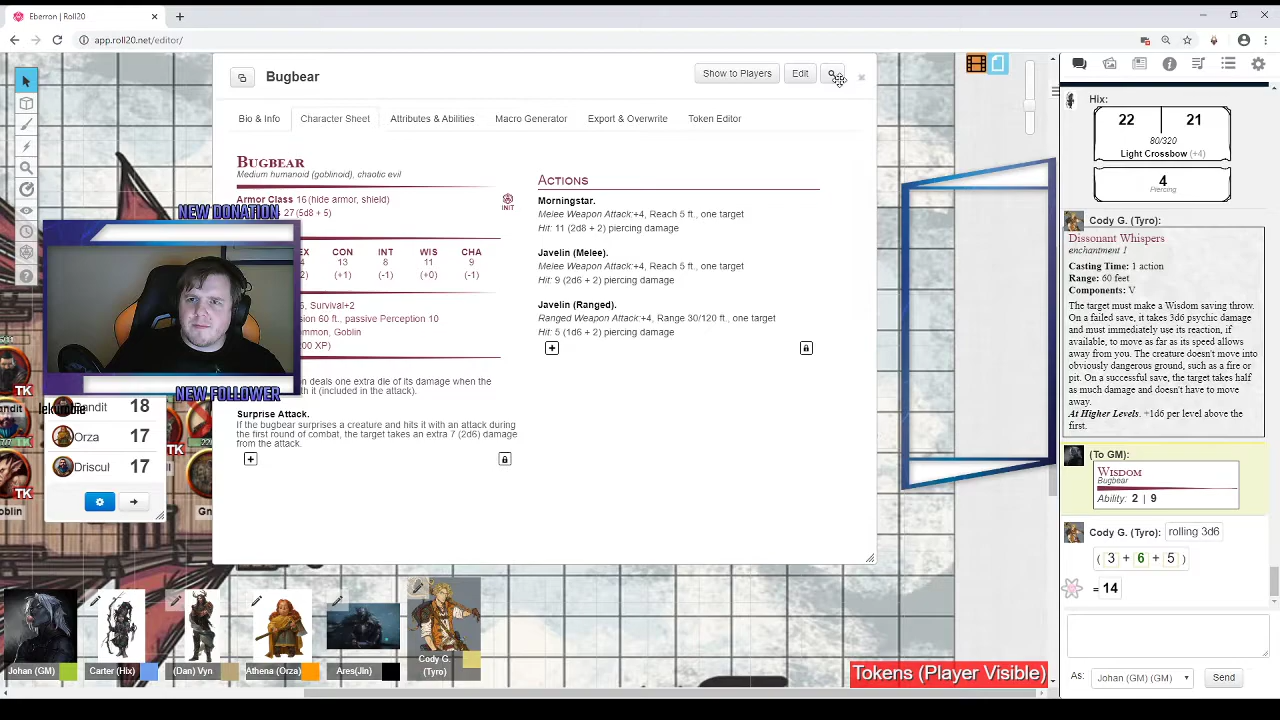 Eberron | Roll20
app.roll20.net/editor/
Bugbear
Show to Players
Edit
Bio & Info
Character Sheet
Attributes & Abilities
Macro Generator
Export & Overwrite
Token Editor
BUGBEAR
Medium humanoid (goblinoid), chaotic evil
Armor Class 16 (hide armor, shield)
27 (5d8 + 5)
INIT
CON INT WIS CHA
13 8 11 9
(+1) (-1) (+0) (-1)
Survival+2
60 ft., passive Perception 10
Goblin
XP)
deals one extra die of its damage when the
it (included in the attack).
Surprise Attack.
If the bugbear surprises a creature and hits it with an attack during
the first round of combat, the target takes an extra 7 (2d6) damage
from the attack.
ACTIONS
Morningstar.
Melee Weapon Attack:+4, Reach 5 ft., one target
Hit: 11 (2d8 + 2) piercing damage
Javelin (Melee).
Melee Weapon Attack:+4, Reach 5 ft., one target
Hit: 9 (2d6 + 2) piercing damage
Javelin (Ranged).
Ranged Weapon Attack:+4, Range 30/120 ft., one target
Hit: 5 (1d6 + 2) piercing damage
NEW DONATION
NEW FOLLOWER
lekumbie
Bandit 18
Orza 17
Driscul 17
TK
TK
TK
Johan (GM)
Carter (Hix)
(Dan) Vyn
Athena (Orza)
Ares(Jin)
Cody G.
(Tyro)
Tokens (Player Visible)
Hix:
22 21
80/320
Light Crossbow (+4)
4
Piercing
Cody G. (Tyro):
Dissonant Whispers
enchantment 1
Casting Time: 1 action
Range: 60 feet
Components: V
The target must make a Wisdom saving throw.
On a failed save, it takes 3d6 psychic damage
and must immediately use its reaction, if
available, to move as far as its speed allows
away from you. The creature doesn't move into
obviously dangerous ground, such as a fire or
pit. On a successful save, the target takes half
as much damage and doesn't have to move
away.
At Higher Levels. +1d6 per level above the
first.
(To GM):
WISDOM
Bugbear
Ability: 2 | 9
Cody G. (Tyro): rolling 3d6
( 3 + 6 + 5 )
= 14
As: Johan (GM) (GM)
Send